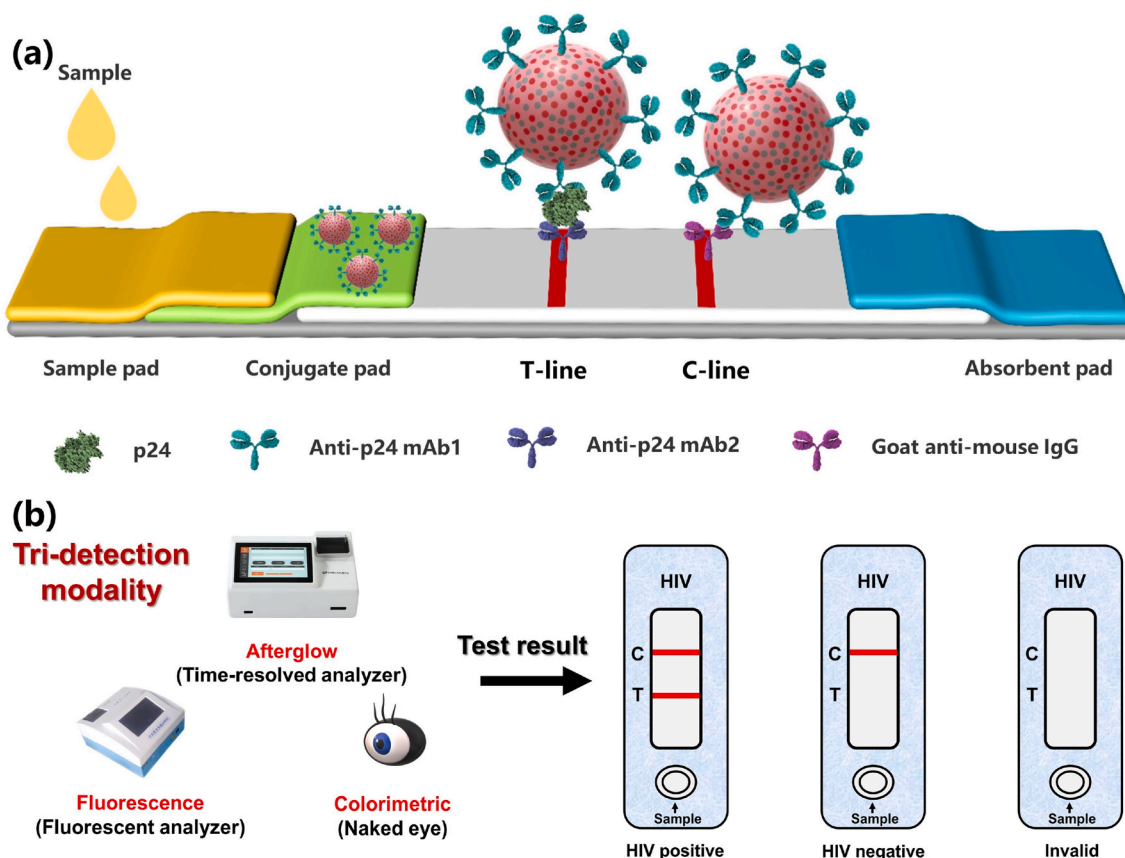 (a)
Sample
Sample pad
Conjugate pad
T-line
C-line
Absorbent pad
p24
Anti-p24 mAb1
Anti-p24 mAb2
Goat anti-mouse IgG
(b)
Tri-detection
modality
Afterglow
(Time-resolved analyzer)
Fluorescence
(Fluorescent analyzer)
Colorimetric
(Naked eye)
Test result
HIV
C
T
Sample
HIV positive
HIV
C
T
Sample
HIV negative
HIV
C
T
Sample
Invalid